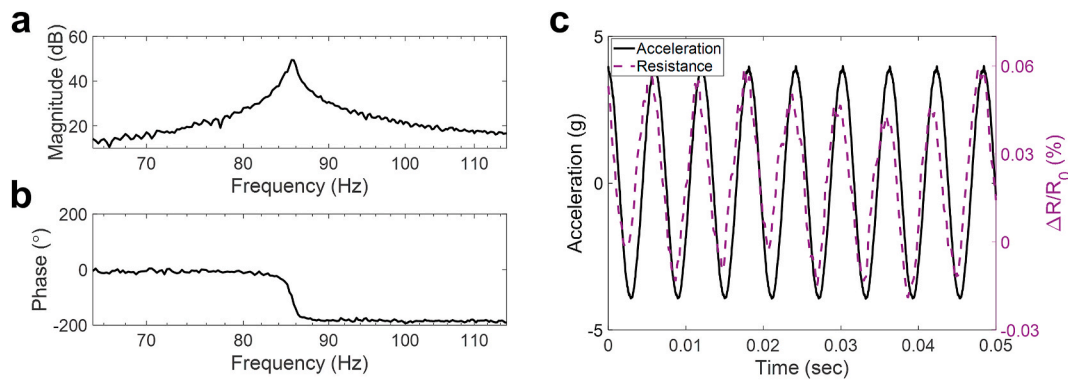 a
Magnitude (dB)
60
40
20
70
80
90
100
110
Frequency (Hz)
b
Phase (°)
200
0
-200
70
80
90
100
110
Frequency (Hz)
c
Acceleration
Resistance
Acceleration (g)
5
0
-5
0
0.01
0.02
0.03
0.04
0.05
Time (sec)
0.06
0.03
0
-0.03
ΔR/R₀ (%)